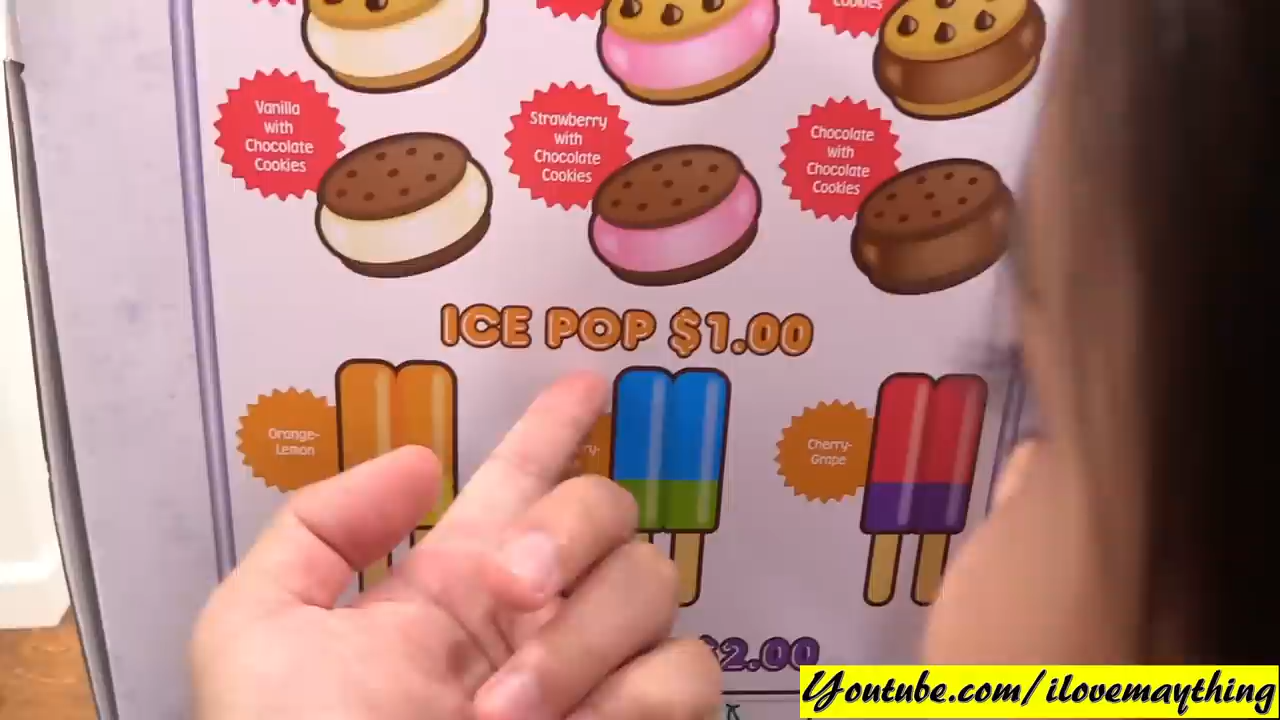 Cookies
Vanilla
with
Chocolate
Cookies
Strawberry
with
Chocolate
Cookies
Chocolate
with
Chocolate
Cookies
ICE POP $1.00
Orange-
Lemon
Cherry-
Grape
$2.00
Youtube.com/ilovemaything